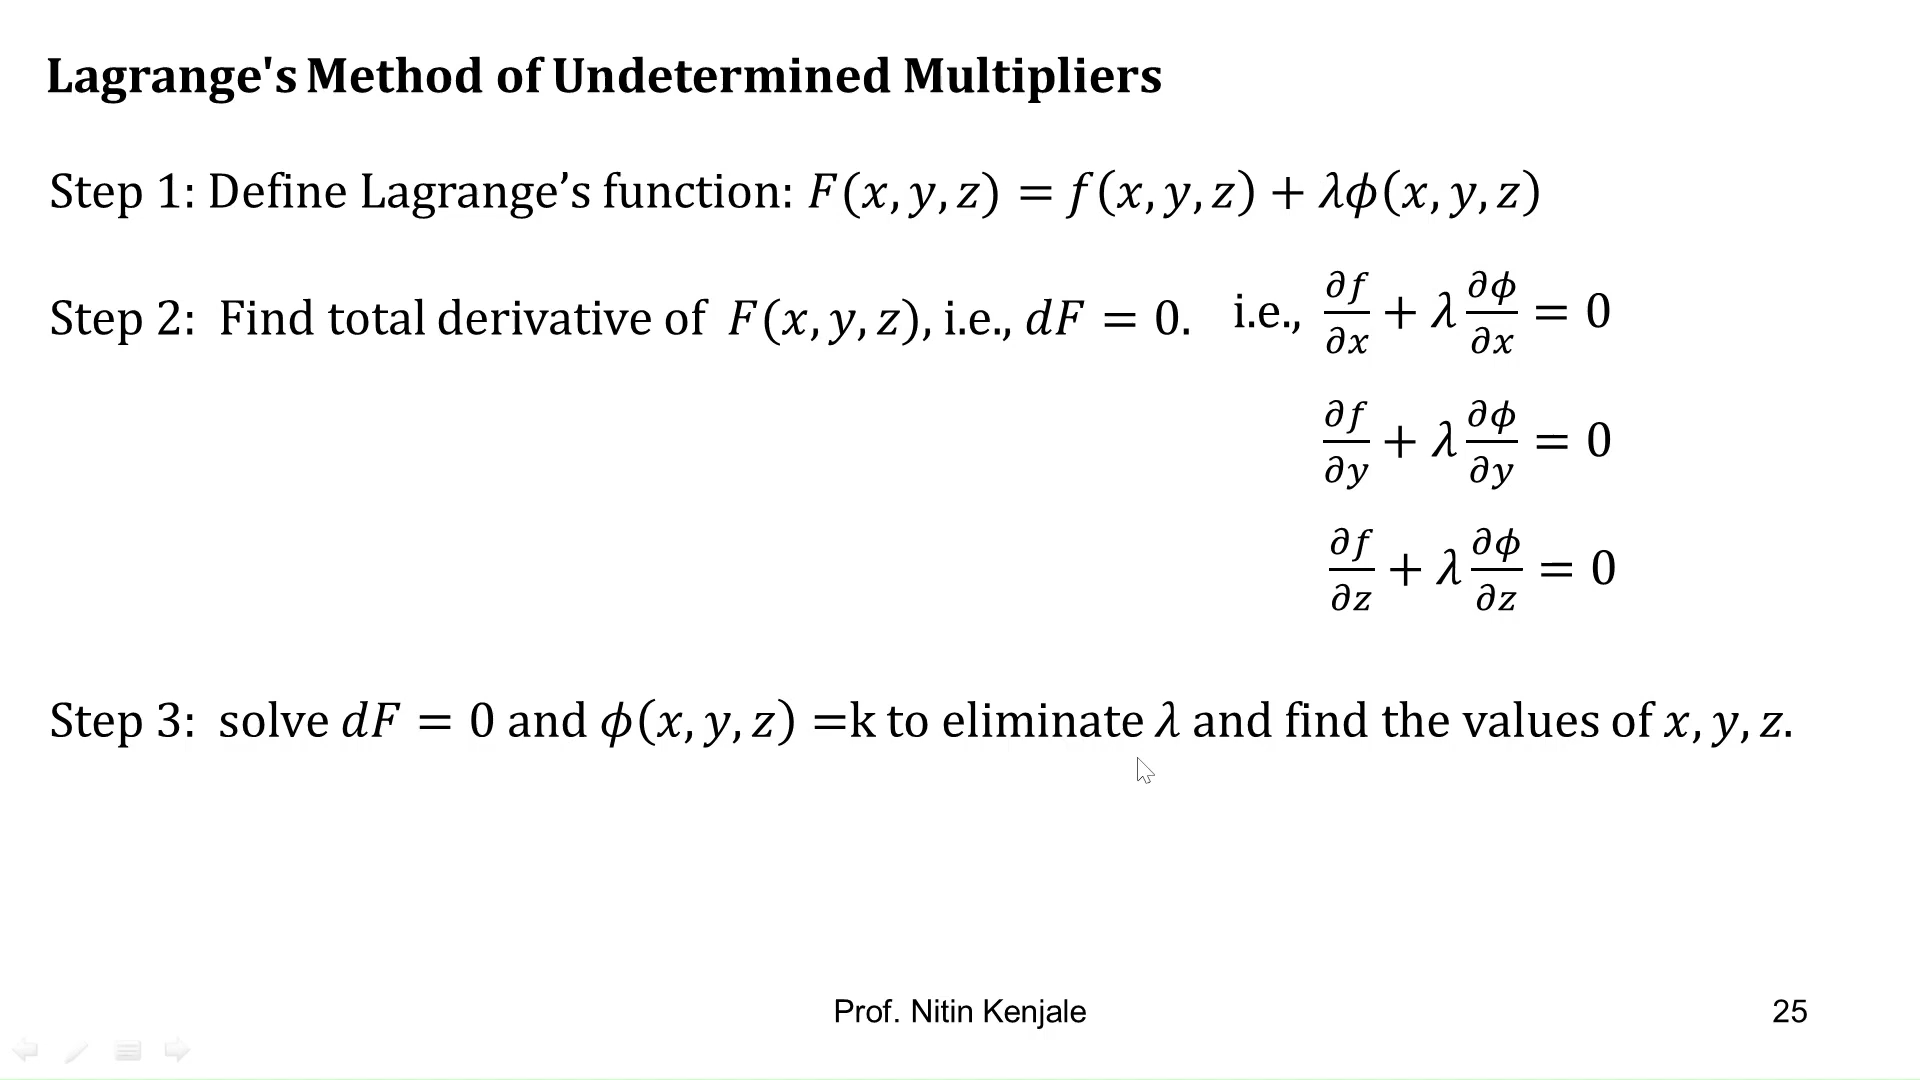 Lagrange's Method of Undetermined Multipliers
Step 1: Define Lagrange’s function: F(x, y, z) = f(x, y, z) + λϕ(x, y, z)
Step 2: Find total derivative of F(x, y, z), i.e., dF = 0. i.e., ∂f/∂x + λ ∂ϕ/∂x = 0
∂f/∂y + λ ∂ϕ/∂y = 0
∂f/∂z + λ ∂ϕ/∂z = 0
Step 3: solve dF = 0 and ϕ(x, y, z) =k to eliminate λ and find the values of x, y, z.
Prof. Nitin Kenjale
25